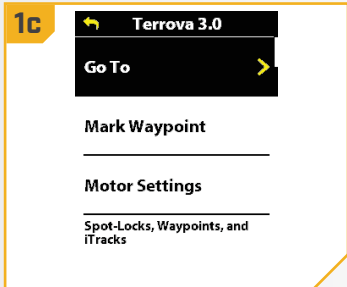 1c
Terrova 3.0
Go To
Mark Waypoint
Motor Settings
Spot-Locks, Waypoints, and
iTracks